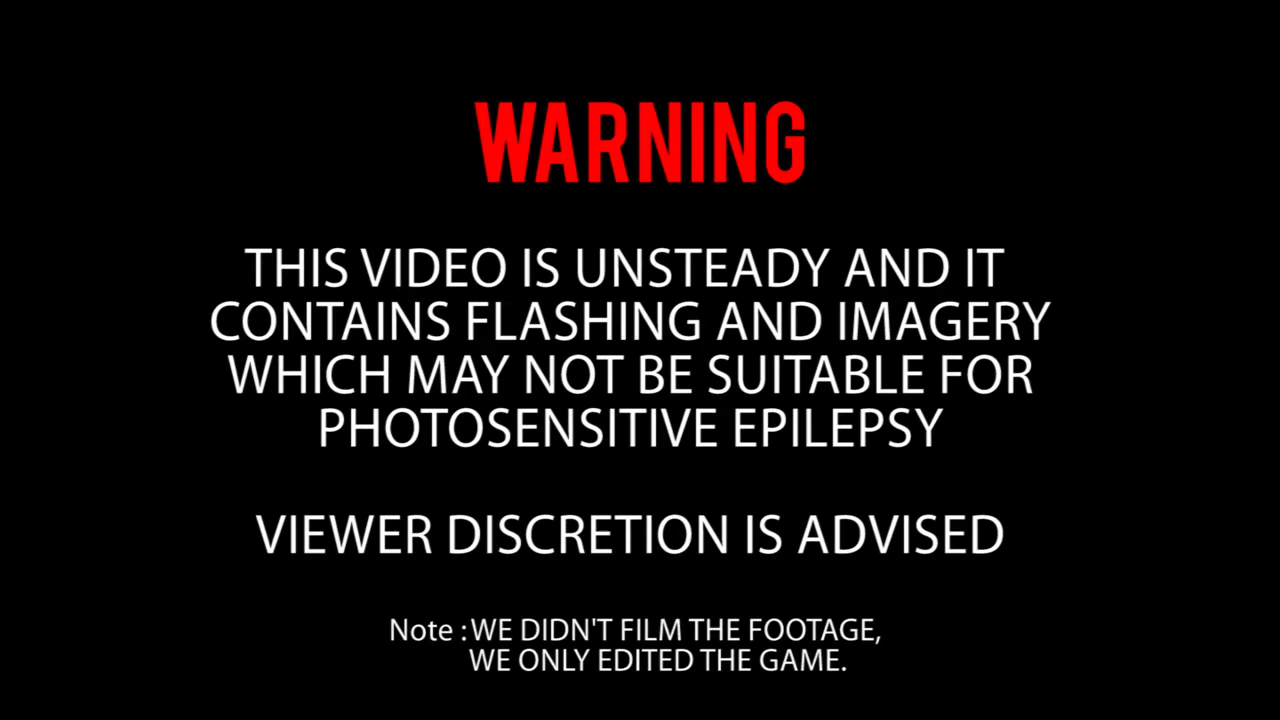 WARNING
THIS VIDEO IS UNSTEADY AND IT
CONTAINS FLASHING AND IMAGERY
WHICH MAY NOT BE SUITABLE FOR
PHOTOSENSITIVE EPILEPSY
VIEWER DISCRETION IS ADVISED
Note : WE DIDN'T FILM THE FOOTAGE,
WE ONLY EDITED THE GAME.